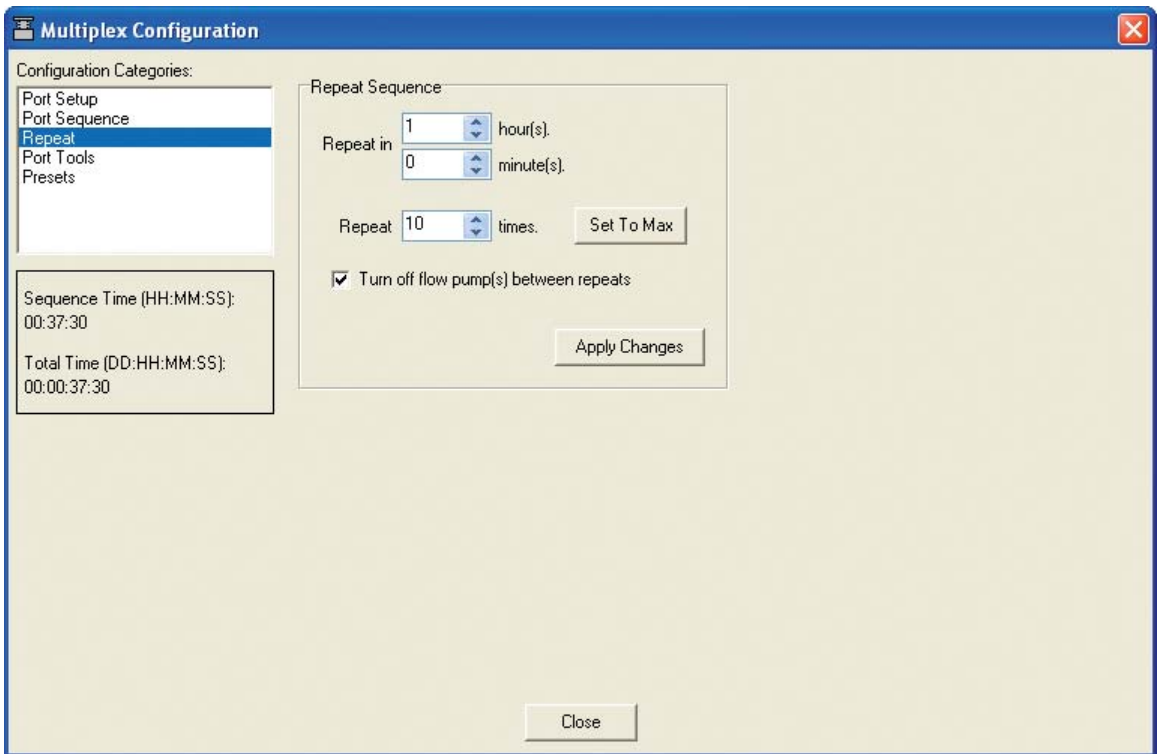 Multiplex Configuration
Configuration Categories:
Port Setup
Port Sequence
Repeat
Port Tools
Presets
Sequence Time (HH:MM:SS):
00:37:30
Total Time (DD:HH:MM:SS):
00:00:37:30
Repeat Sequence
Repeat in 1 hour(s).
0 minute(s).
Repeat 10 times. Set To Max
Turn off flow pump(s) between repeats
Apply Changes
Close